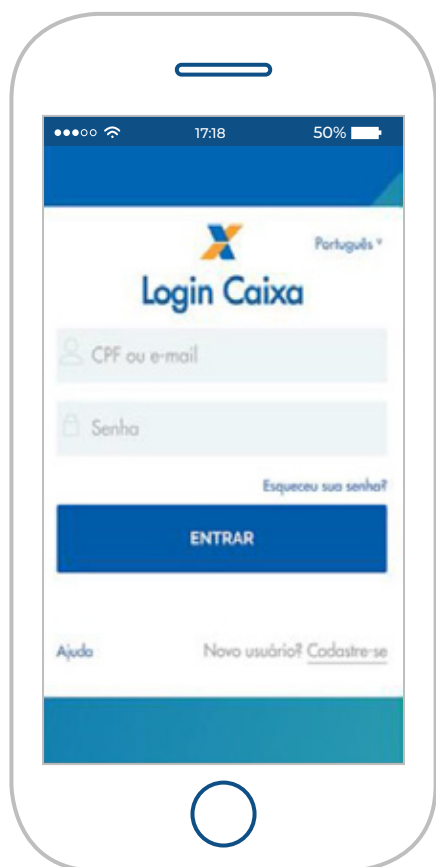 17:18 50%
Português
Login Caixa
CPF ou e-mail
Senha
Esqueceu sua senha?
ENTRAR
Ajuda Novo usuário? Cadastre-se